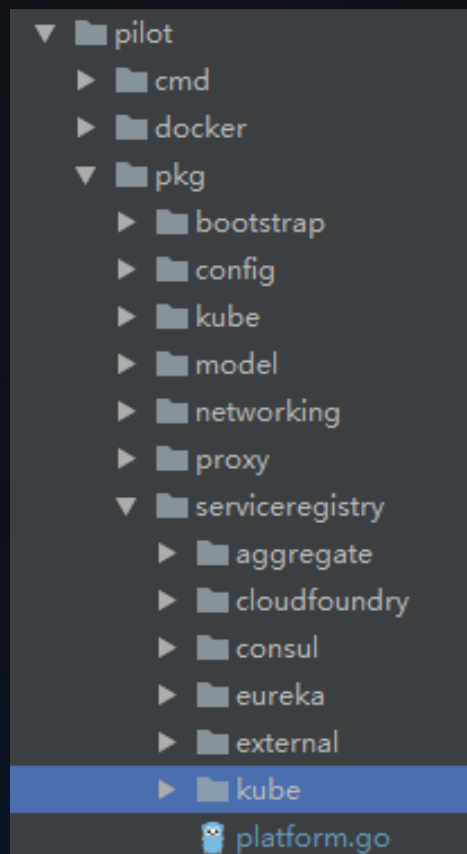 pilot
cmd
docker
pkg
bootstrap
config
kube
model
networking
proxy
serviceregistry
aggregate
cloudfoundry
consul
eureka
external
kube
platform.go